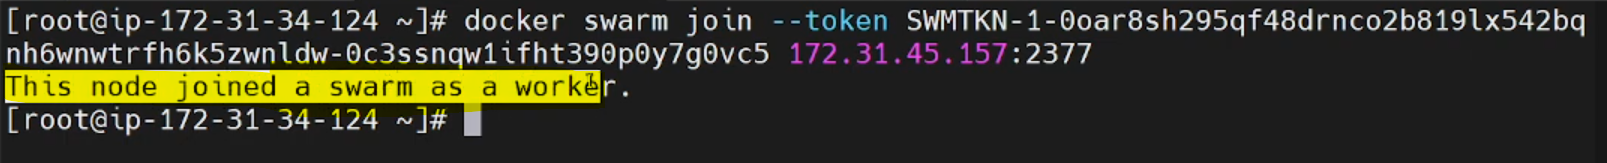 [root@ip-172-31-34-124 ~]# docker swarm join --token SWMTKN-1-0oar8sh295qf48drnco2b819lx542bq
nh6wnwtrfh6k5zwnldw-0c3ssnqw1ifht390p0y7g0vc5 172.31.45.157:2377
This node joined a swarm as a worker.
[root@ip-172-31-34-124 ~]#